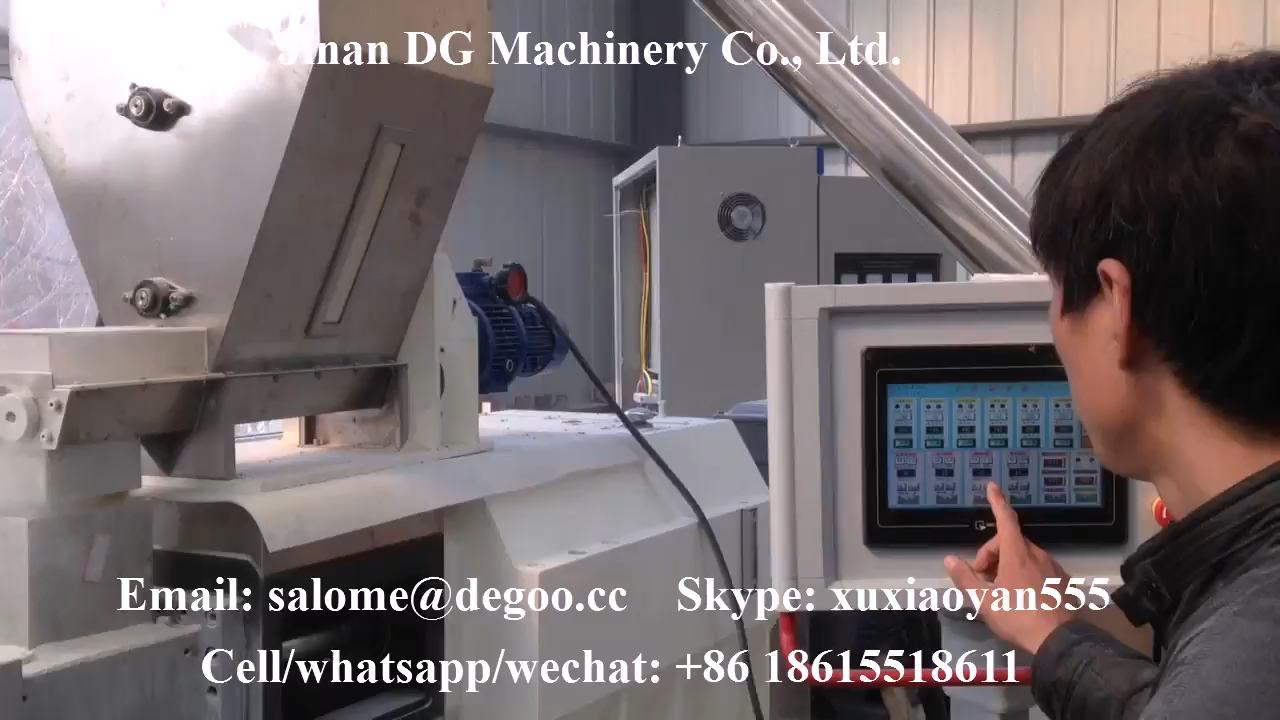 Jinan DG Machinery Co., Ltd.
Email: salome@degoo.cc Skype: xuxiaoyan555
Cell/whatsapp/wechat: +86 18615518611